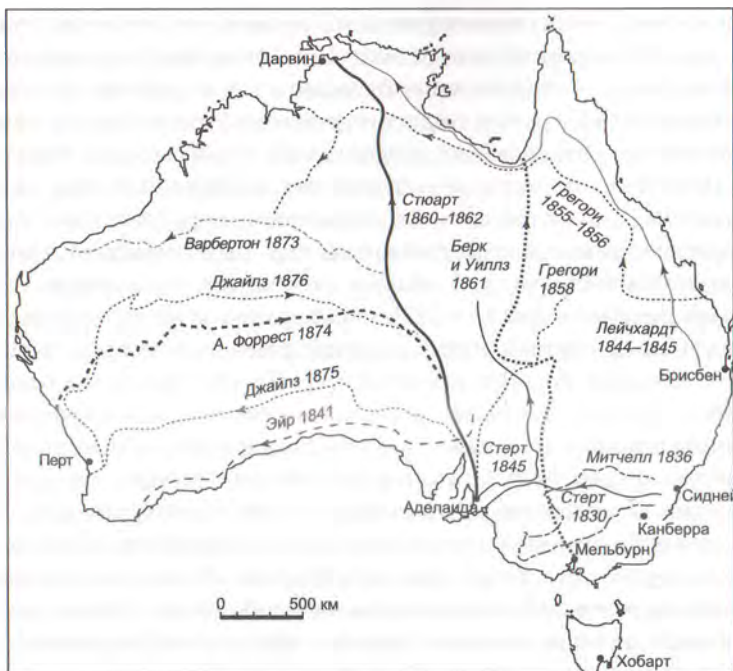 Дарвин
Стюарт
1860–1862
Грегори
1855–1856
Берк
и Уиллз
1861
Грегори
1858
Варбертон 1873
Джайлз 1876
А. Форрест 1874
Лейчхардт
1844–1845
Брисбен
Джайлз 1875
Эйр 1841
Перт
Стерт
1845
Митчелл 1836
Аделаида
Стерт
1830
Сидней
Канберра
Мельбурн
0 500 км
Хобарт